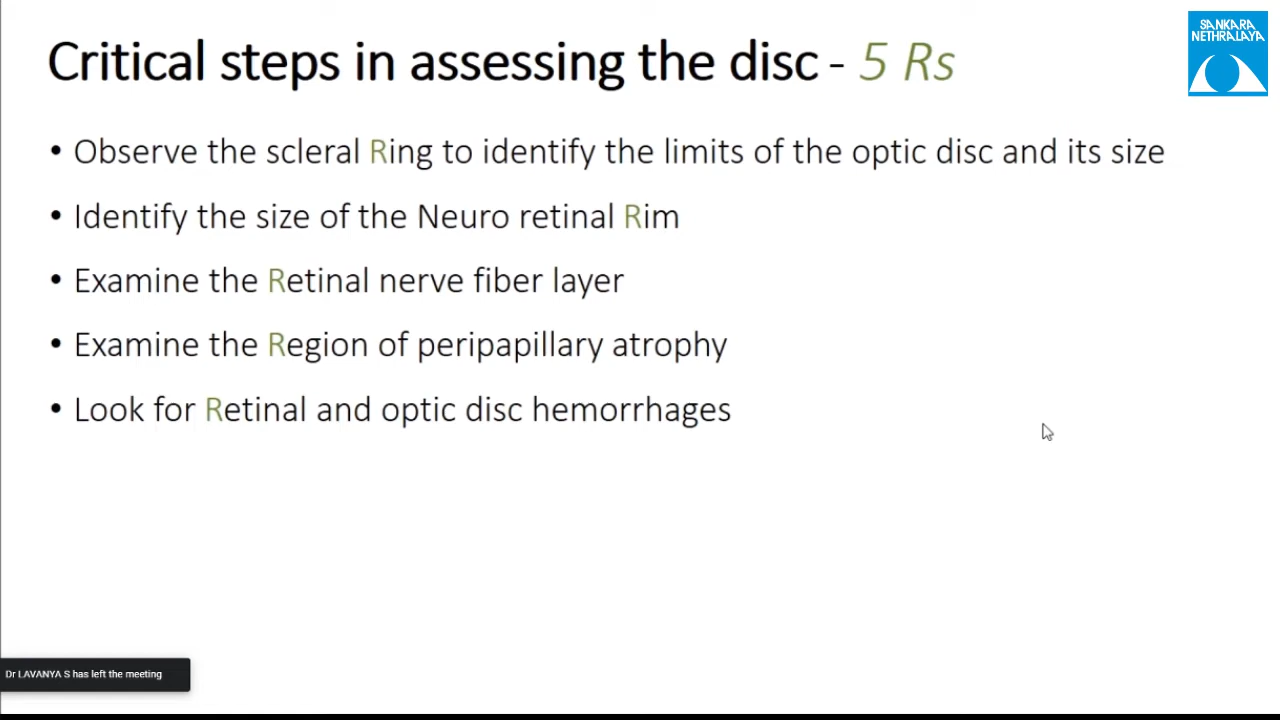 SANKARA
NETHRALAYA
Critical steps in assessing the disc - 5 Rs
• Observe the scleral Ring to identify the limits of the optic disc and its size
• Identify the size of the Neuro retinal Rim
• Examine the Retinal nerve fiber layer
• Examine the Region of peripapillary atrophy
• Look for Retinal and optic disc hemorrhages
Dr LAVANYA S has left the meeting